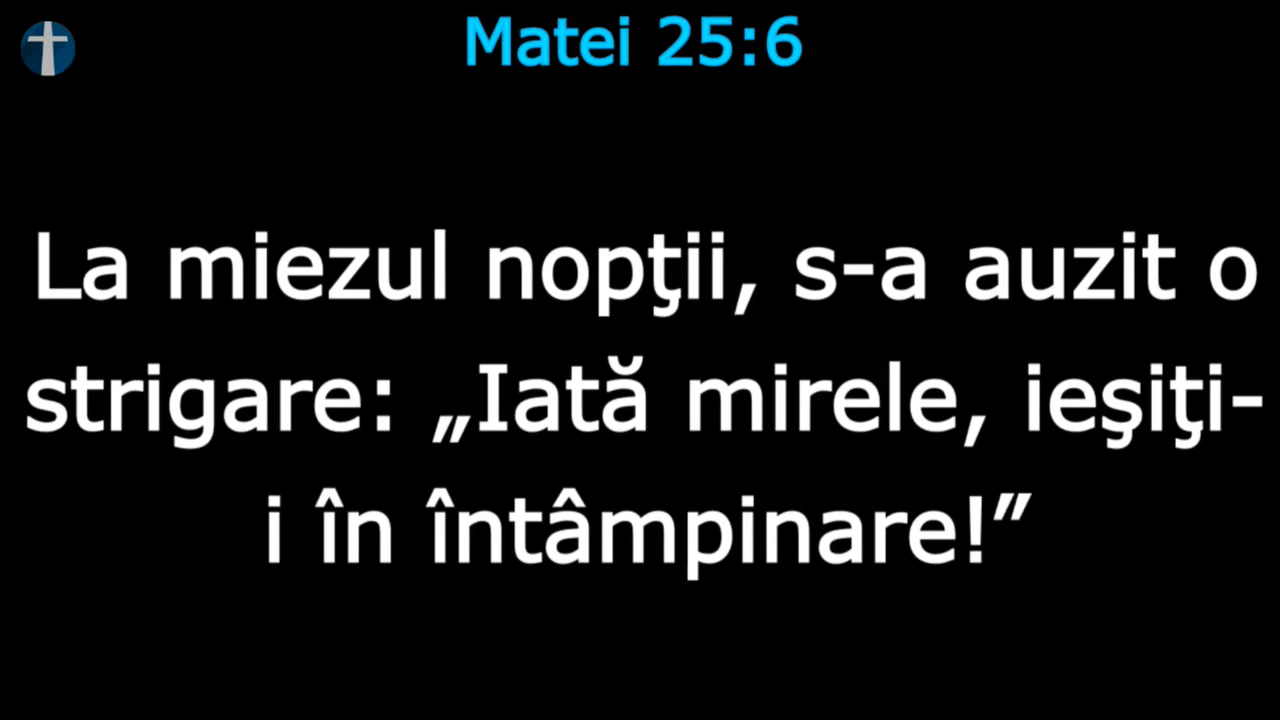 Matei 25:6
La miezul nopţii, s-a auzit o
strigare: „Iată mirele, ieşiţi-
i în întâmpinare!”